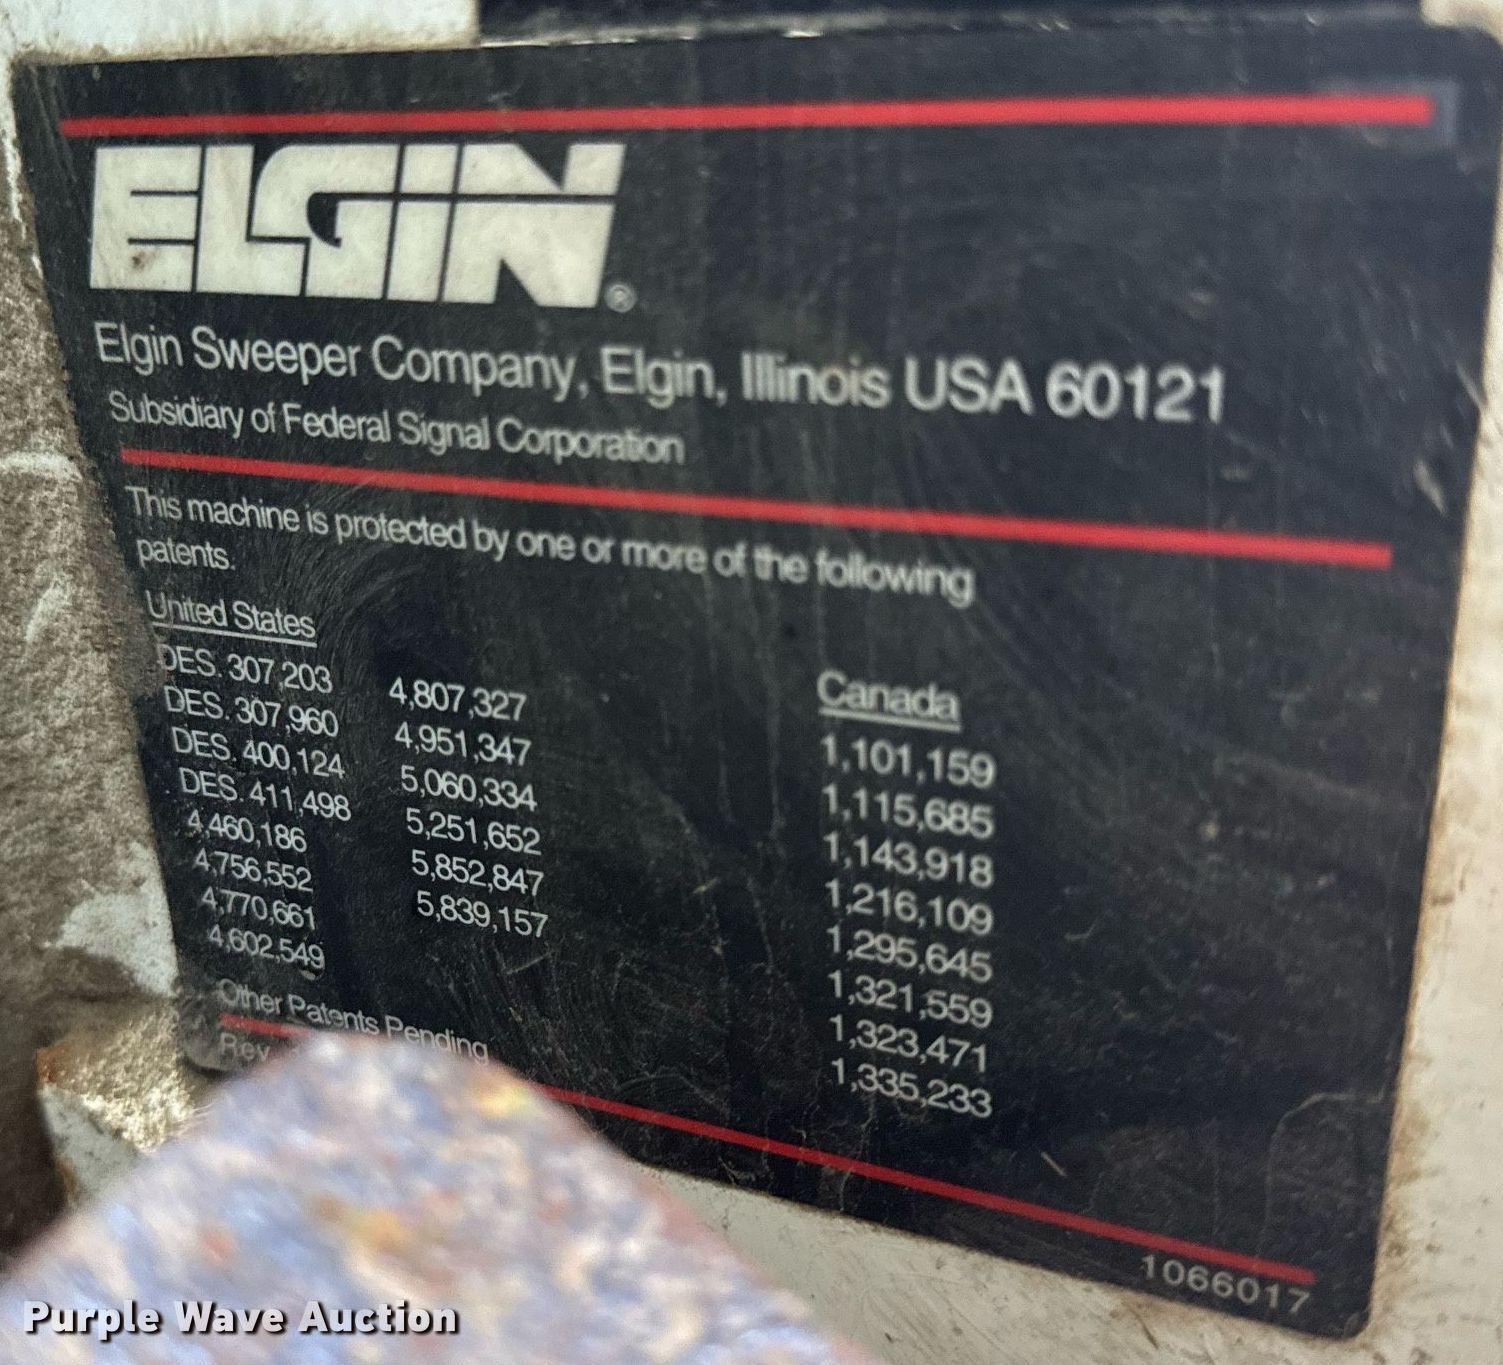 ELGIN®
Elgin Sweeper Company, Elgin, Illinois USA 60121
Subsidiary of Federal Signal Corporation
This machine is protected by one or more of the following
patents.
United States
DES. 307,203
DES. 307,960
DES. 400,124
DES. 411,498
4,460,186
4,756,552
4,770,661
4,602,549
4,807,327
4,951,347
5,060,334
5,251,652
5,852,847
5,839,157
Canada
1,101,159
1,115,685
1,143,918
1,216,109
1,295,645
1,321,559
1,323,471
1,335,233
Other Patents Pending
Rev
1066017
Purple Wave Auction